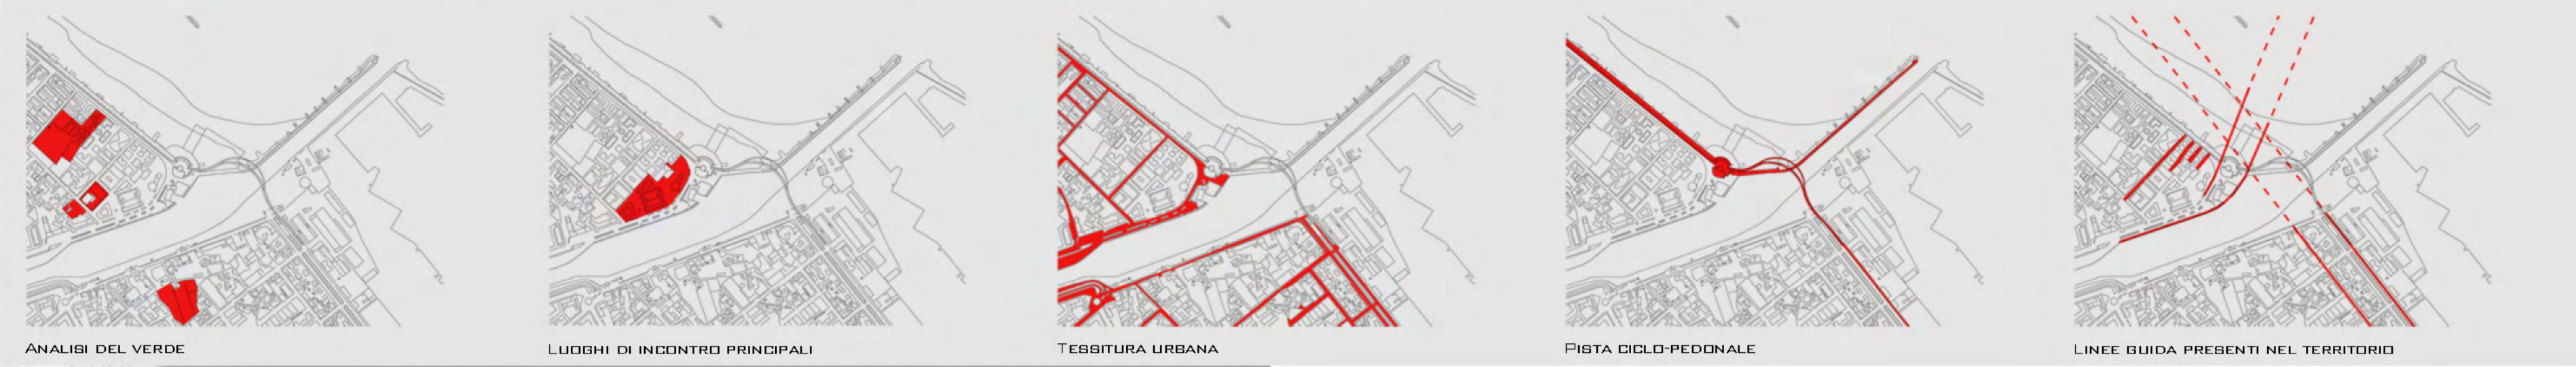 Analisi del verde
Luoghi di incontro principali
Tessitura urbana
Pista ciclo-pedonale
Linee guida presenti nel territorio